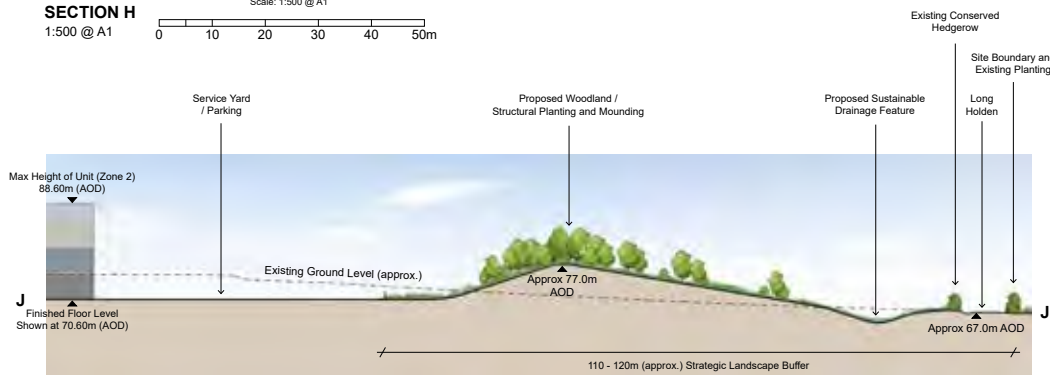 SECTION H
Scale: 1:500 @ A1
1:500 @ A1
0 10 20 30 40 50m
Existing Conserved
Hedgerow
Site Boundary an
Existing Planting
Service Yard
/ Parking
Proposed Woodland /
Structural Planting and Mounding
Proposed Sustainable
Drainage Feature
Long
Holden
Max Height of Unit (Zone 2)
88.60m (AOD)
Existing Ground Level (approx.)
Approx 77.0m
AOD
J
J
Finished Floor Level
Shown at 70.60m (AOD)
Approx 67.0m AOD
110 - 120m (approx.) Strategic Landscape Buffer